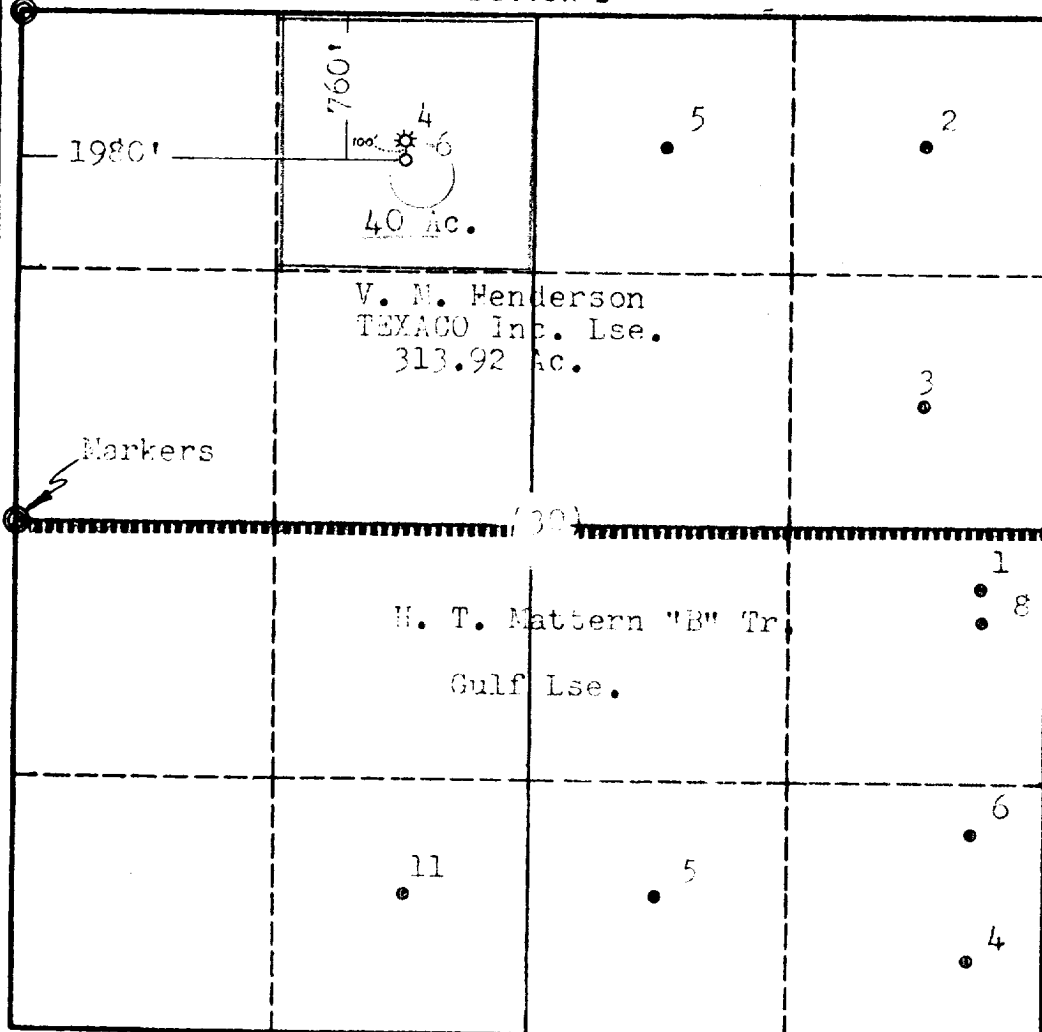 760'
4
5
2
100'
6
1980'
40 Ac.
V. M. Henderson
TEXACO Inc. Lse.
313.92 Ac.
3
Markers
(30)
1
8
H. T. Mattern "B" Tr.
Gulf Lse.
6
11
5
4